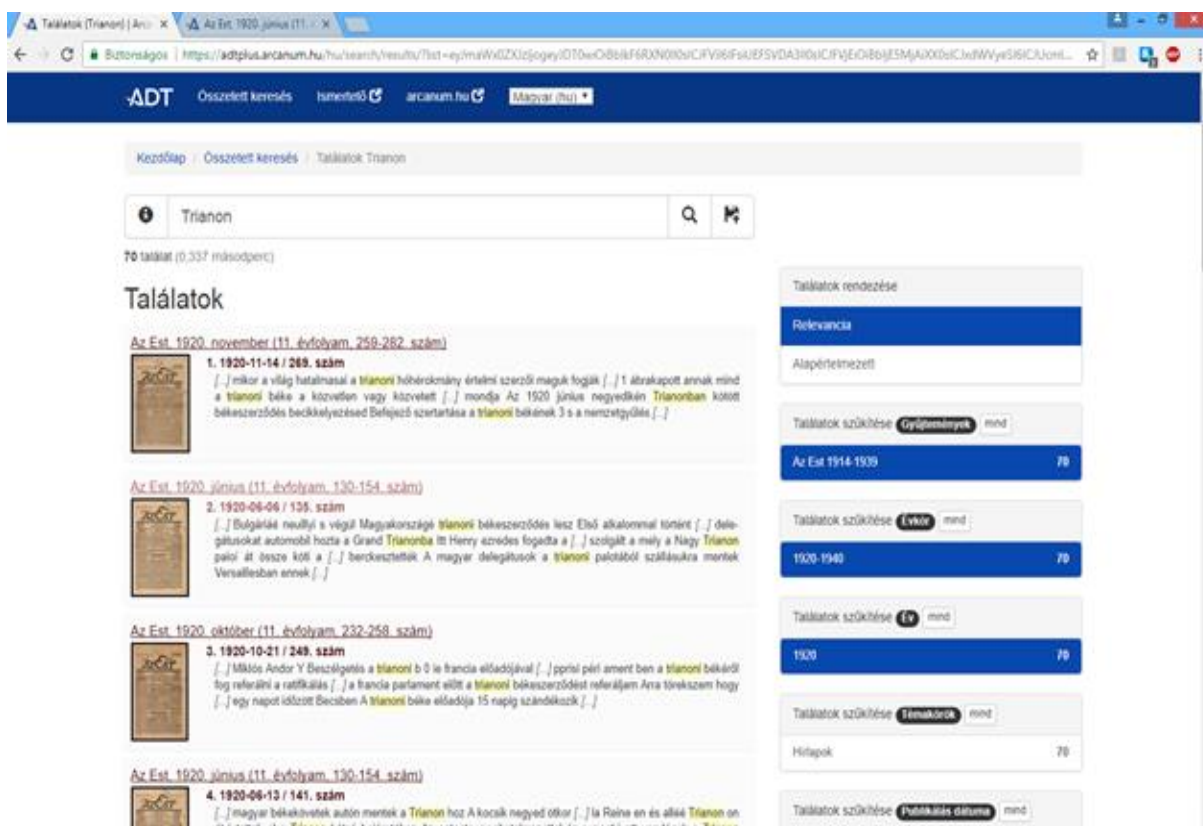 Találatok (Trianon) | Arc
Az Est, 1920. június (11.
Biztonságos
https://adtplus.arcanum.hu/hu/search/results/?list=
ADT
Összetett keresés
Ismertető
arcanum.hu
Magyar (hu)
Kezdőlap / Összetett keresés / Találatok Trianon
Trianon
70 találat (0,337 másodperc)
Találatok
Az Est, 1920. november (11. évfolyam, 259-282. szám)
1. 1920-11-14 / 269. szám
[...] mikor a világ hatalmasai a trianoni hóhérokmány értelmi szerzői maguk fogják [...] 1 ábrakapott annak mind
a trianoni béke a közvetlen vagy közvetett [...] mondja Az 1920 június negyedikén Trianonban kötött
békeszerződés becikkelyezésed Befejező szertartása a trianoni békének 3 s a nemzetgyűlés [...]
Az Est, 1920. június (11. évfolyam, 130-154. szám)
2. 1920-06-06 / 135. szám
[...] Bulgáriáé neuillyi s végül Magyakországé trianoni békeszerződés lesz Első alkalommal történt [...] dele-
gátusokat automobil hozta a Grand Trianonba Itt Henry ezredes fogadta a [...] szolgált a mely a Nagy Trianon
palo i át össze köti a [...] berckesztették A magyar delegátusok a trianoni palotából szállásukra mentek
Versaillesban ennek [...]
Az Est, 1920. október (11. évfolyam, 232-258. szám)
3. 1920-10-21 / 249. szám
[...] Miklós Andor Y Beszélgetés a trianoni b 0 le francia előadójával [...] pprisi péri ament ben a trianoni békéről
fog referálni a ratifikálás [...] a francia parlament előtt a trianoni békeszerződést referáljam Arra törekszem hogy
[...] egy napot időzött Becsben A trianoni béke előadója 15 napig szándékozik [...]
Az Est, 1920. június (11. évfolyam, 130-154. szám)
4. 1920-06-13 / 141. szám
[...] magyar békekövetek autón mentek a Trianon hoz A kocsik negyed ötkor [...] la Reine en és allée Trianon on
Találatok rendezése
Relevancia
Alapértelmezett
Találatok szűkítése Gyűjtemények mind
Az Est 1914-1939 70
Találatok szűkítése Évkör mind
1920-1940 70
Találatok szűkítése Év mind
1920 70
Találatok szűkítése Témakörök mind
Hírlapok 70
Találatok szűkítése Publikálás dátuma mind